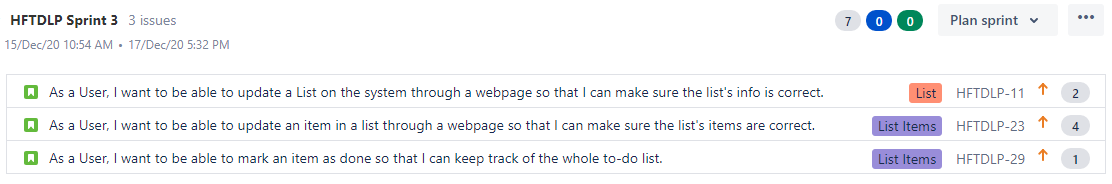 HFTDLP Sprint 3 3 issues 7 0 0 Plan sprint
15/Dec/20 10:54 AM • 17/Dec/20 5:32 PM
As a User, I want to be able to update a List on the system through a webpage so that I can make sure the list's info is correct. List HFTDLP-11 2
As a User, I want to be able to update an item in a list through a webpage so that I can make sure the list's items are correct. List Items HFTDLP-23 4
As a User, I want to be able to mark an item as done so that I can keep track of the whole to-do list. List Items HFTDLP-29 1